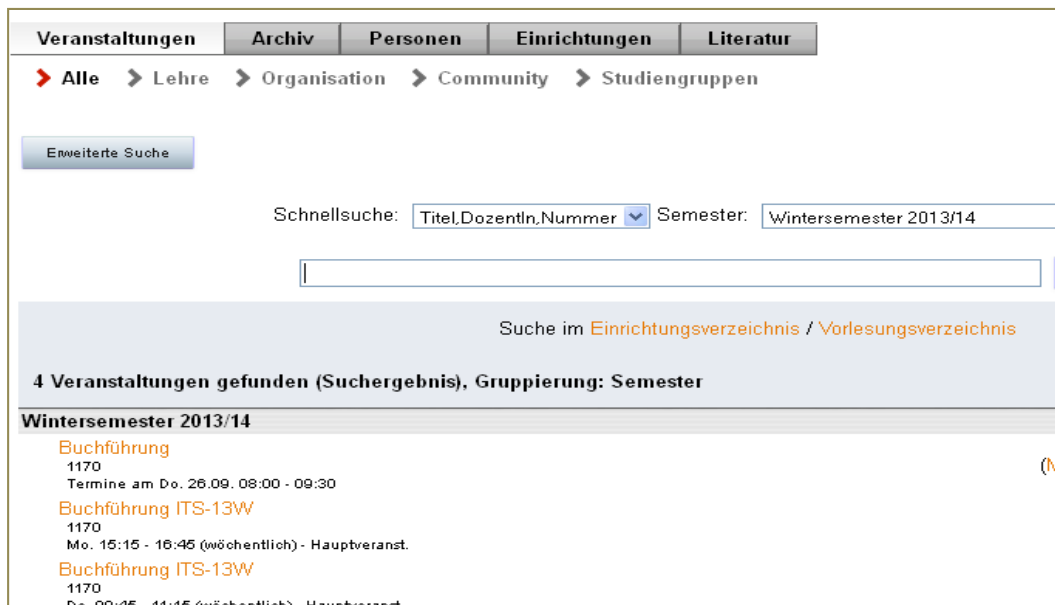 Veranstaltungen Archiv Personen Einrichtungen Literatur
Alle Lehre Organisation Community Studiengruppen
Erweiterte Suche
Schnellsuche: Titel,DozentIn,Nummer Semester: Wintersemester 2013/14
Suche im Einrichtungsverzeichnis / Vorlesungsverzeichnis
4 Veranstaltungen gefunden (Suchergebnis), Gruppierung: Semester
Wintersemester 2013/14
Buchführung
1170
Termine am Do. 26.09. 08:00 - 09:30
Buchführung ITS-13W
1170
Mo. 15:15 - 16:45 (wöchentlich) - Hauptveranst.
Buchführung ITS-13W
1170